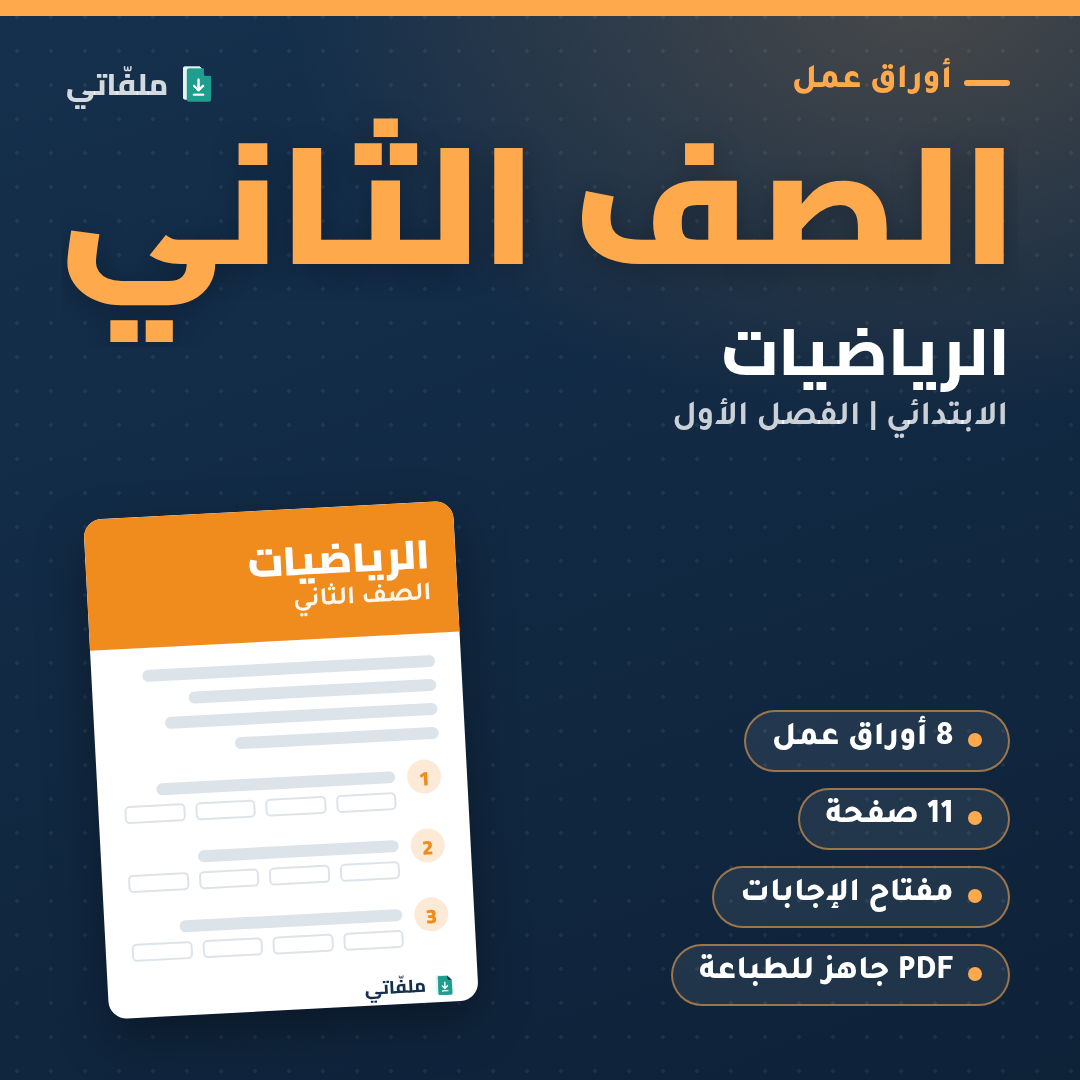 أوراق عمل
ملفّاتي
الصف الثاني
الرياضيات
الابتدائي | الفصل الأول
الرياضيات
الصف الثاني
1
2
3
ملفّاتي
8 أوراق عمل
11 صفحة
مفتاح الإجابات
PDF جاهز للطباعة